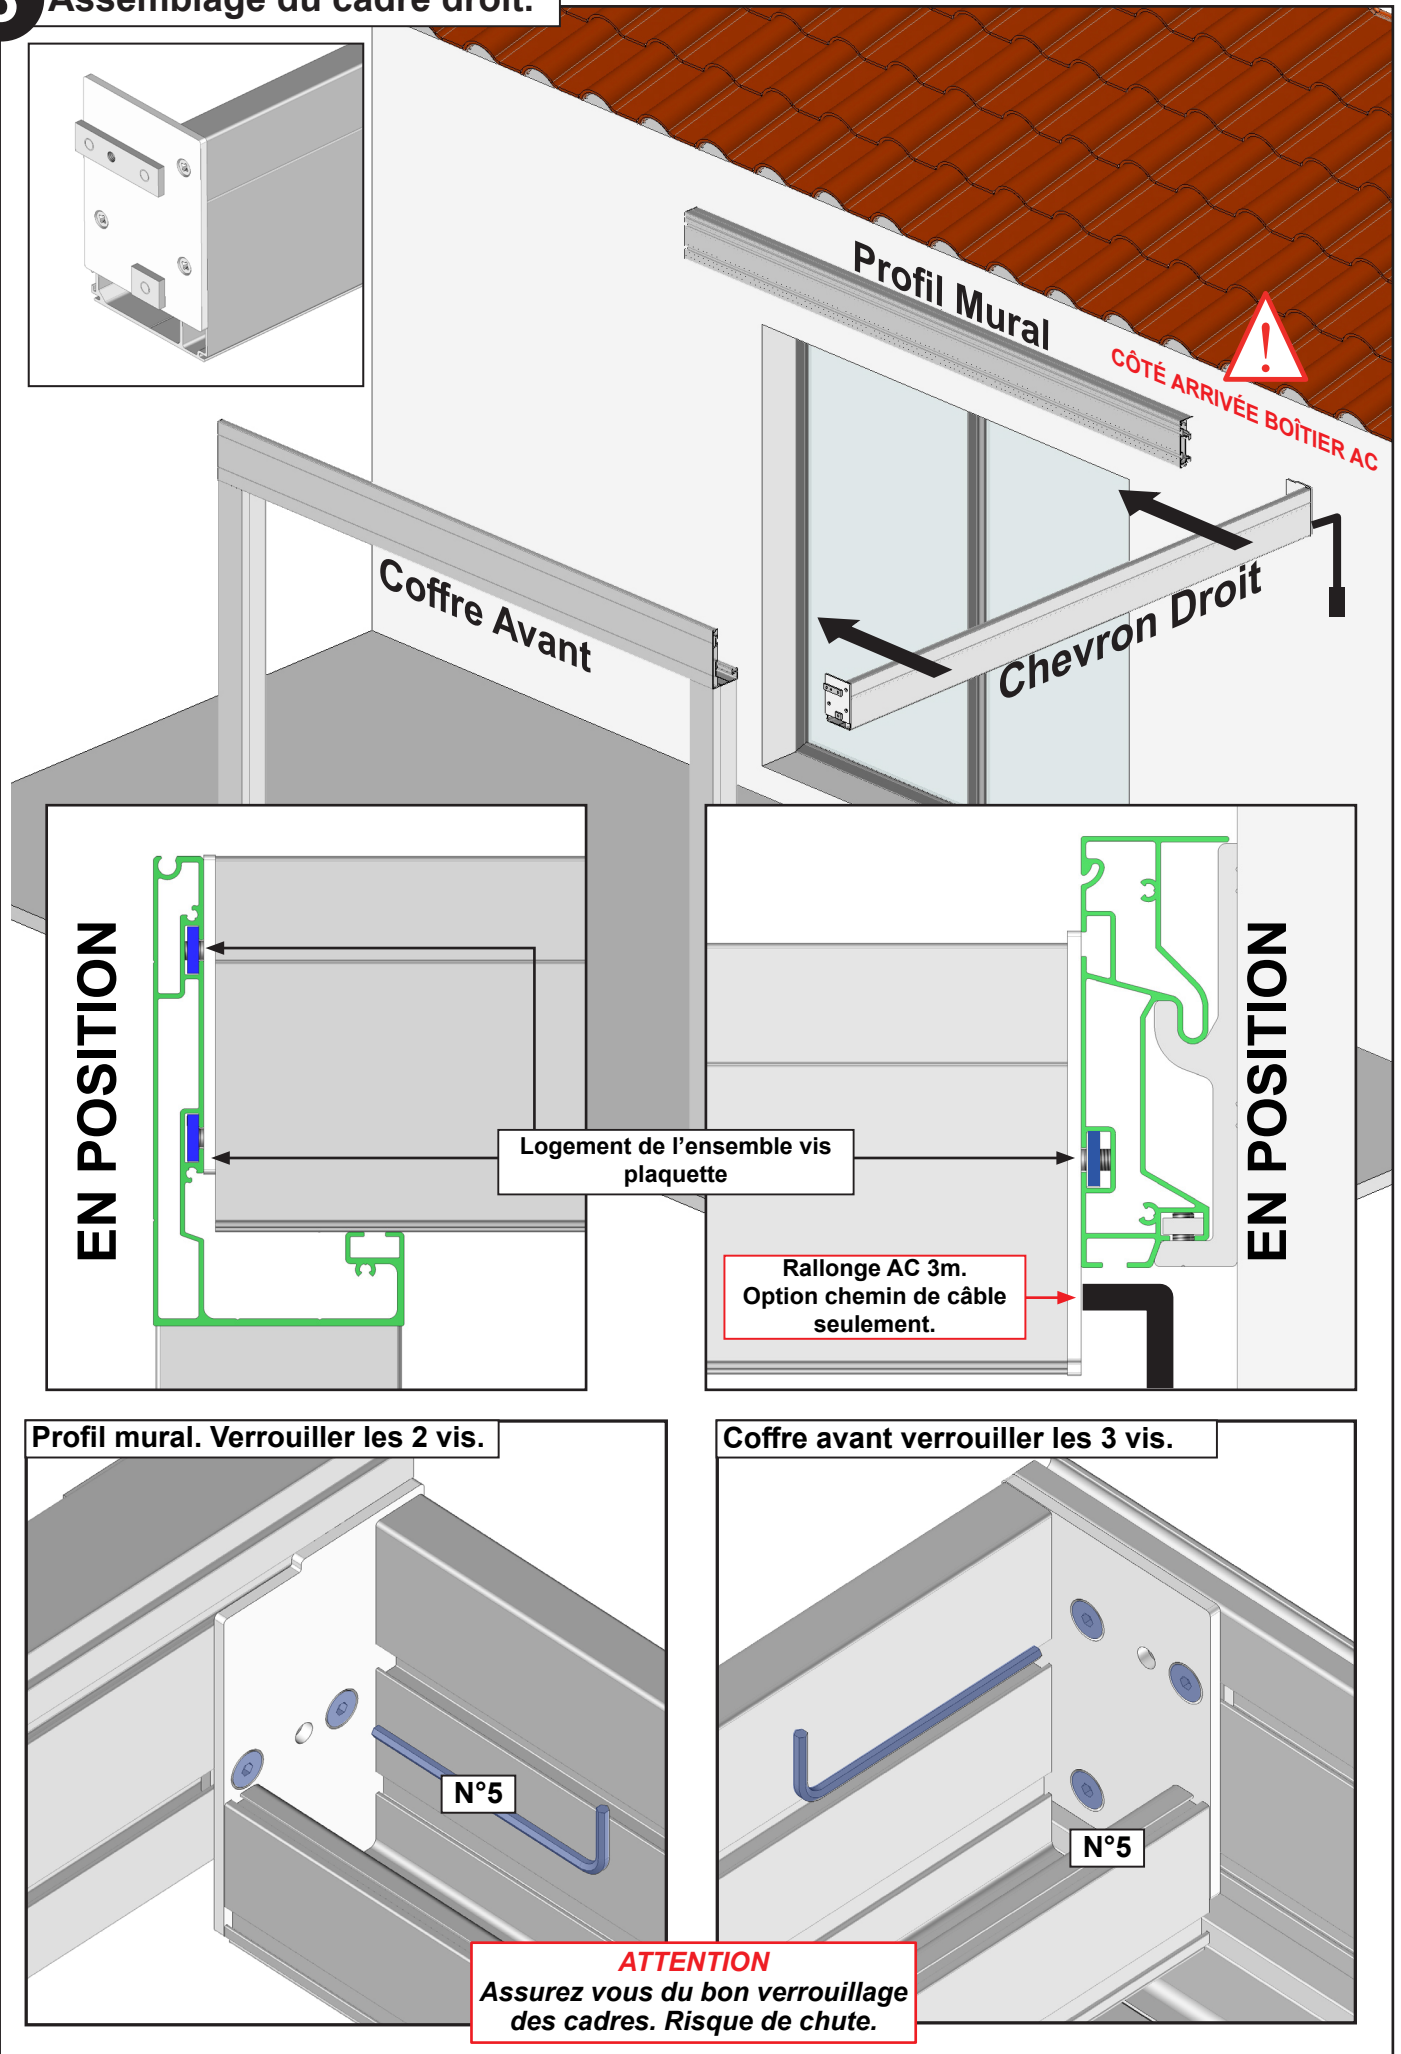 Assemblage du cadre droit.
Profil Mural
CÔTÉ ARRIVÉE BOÎTIER AC
Coffre Avant
Chevron Droit
EN POSITION
EN POSITION
Logement de l’ensemble vis
plaquette
Rallonge AC 3m.
Option chemin de câble
seulement.
Profil mural. Verrouiller les 2 vis.
Coffre avant verrouiller les 3 vis.
N°5
N°5
ATTENTION
Assurez vous du bon verrouillage
des cadres. Risque de chute.